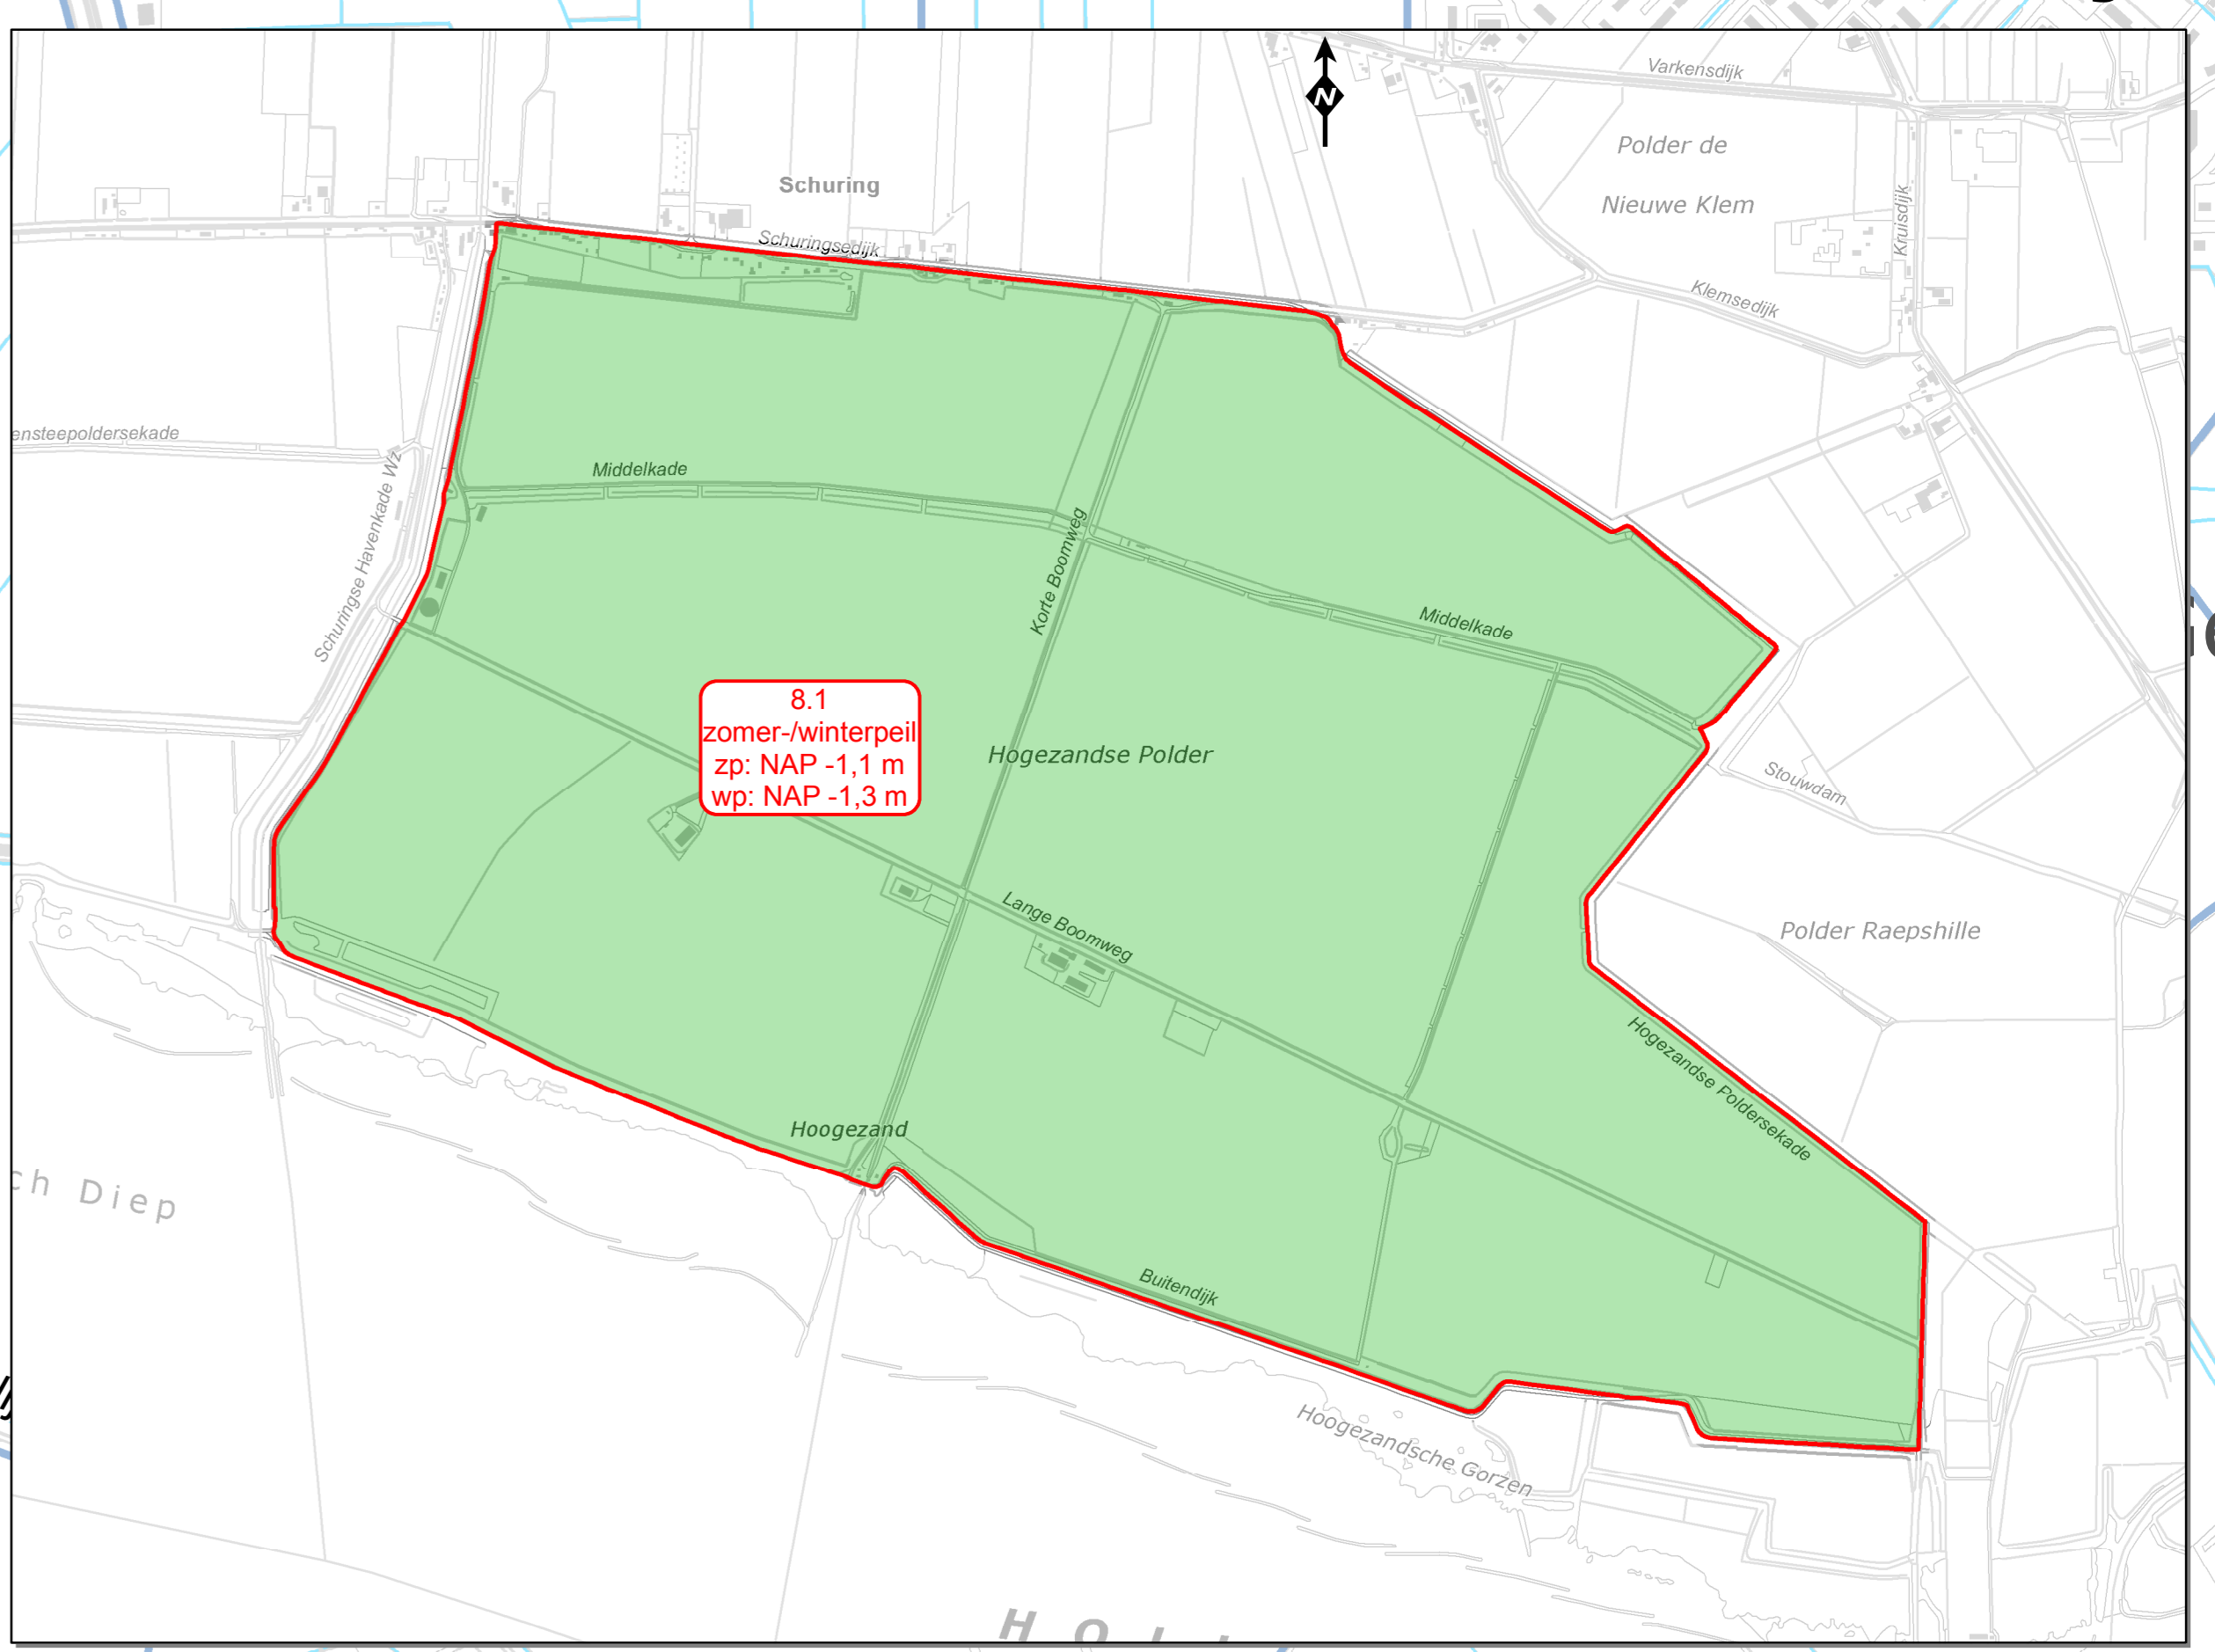 N
Varkensdijk
Polder de
Nieuwe Klem
Schuring
Kruisdijk
Schuringsedijk
Klemsedijk
ensteepoldersekade
Middelkade
Schuringse Havenkade Wz
Korte Boomweg
Middelkade
8.1
zomer-/winterpeil
zp: NAP -1,1 m
wp: NAP -1,3 m
Hogezandse Polder
Stouwdam
Lange Boomweg
Polder Raepshille
Hogezandse Poldersekade
Hoogezand
ch Diep
Buitendijk
Hoogezandsche Gorzen